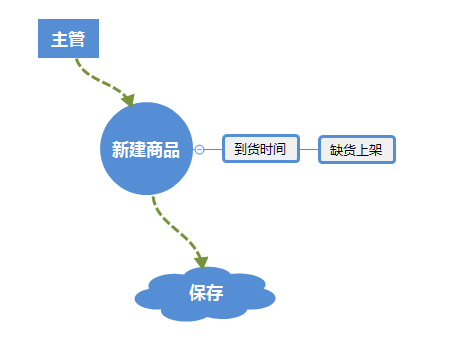 主管
新建商品
到货时间
缺货上架
保存